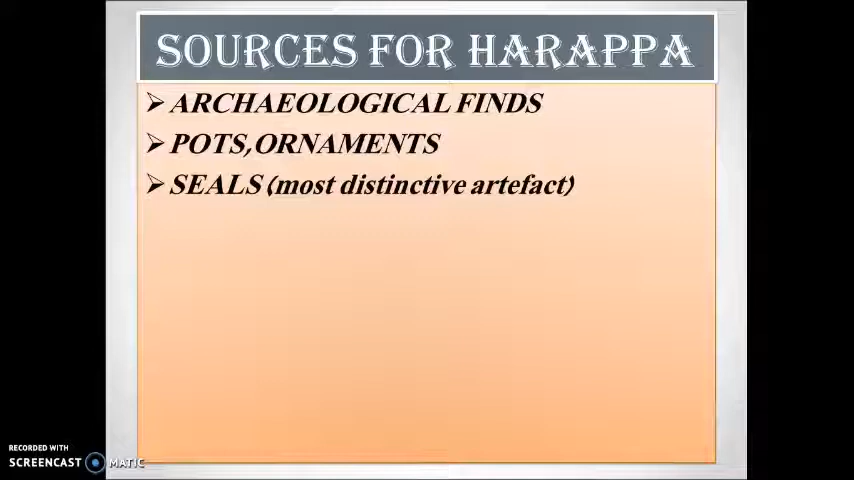 SOURCES FOR HARAPPA
ARCHAEOLOGICAL FINDS
POTS,ORNAMENTS
SEALS (most distinctive artefact)
RECORDED WITH
SCREENCAST MATIC